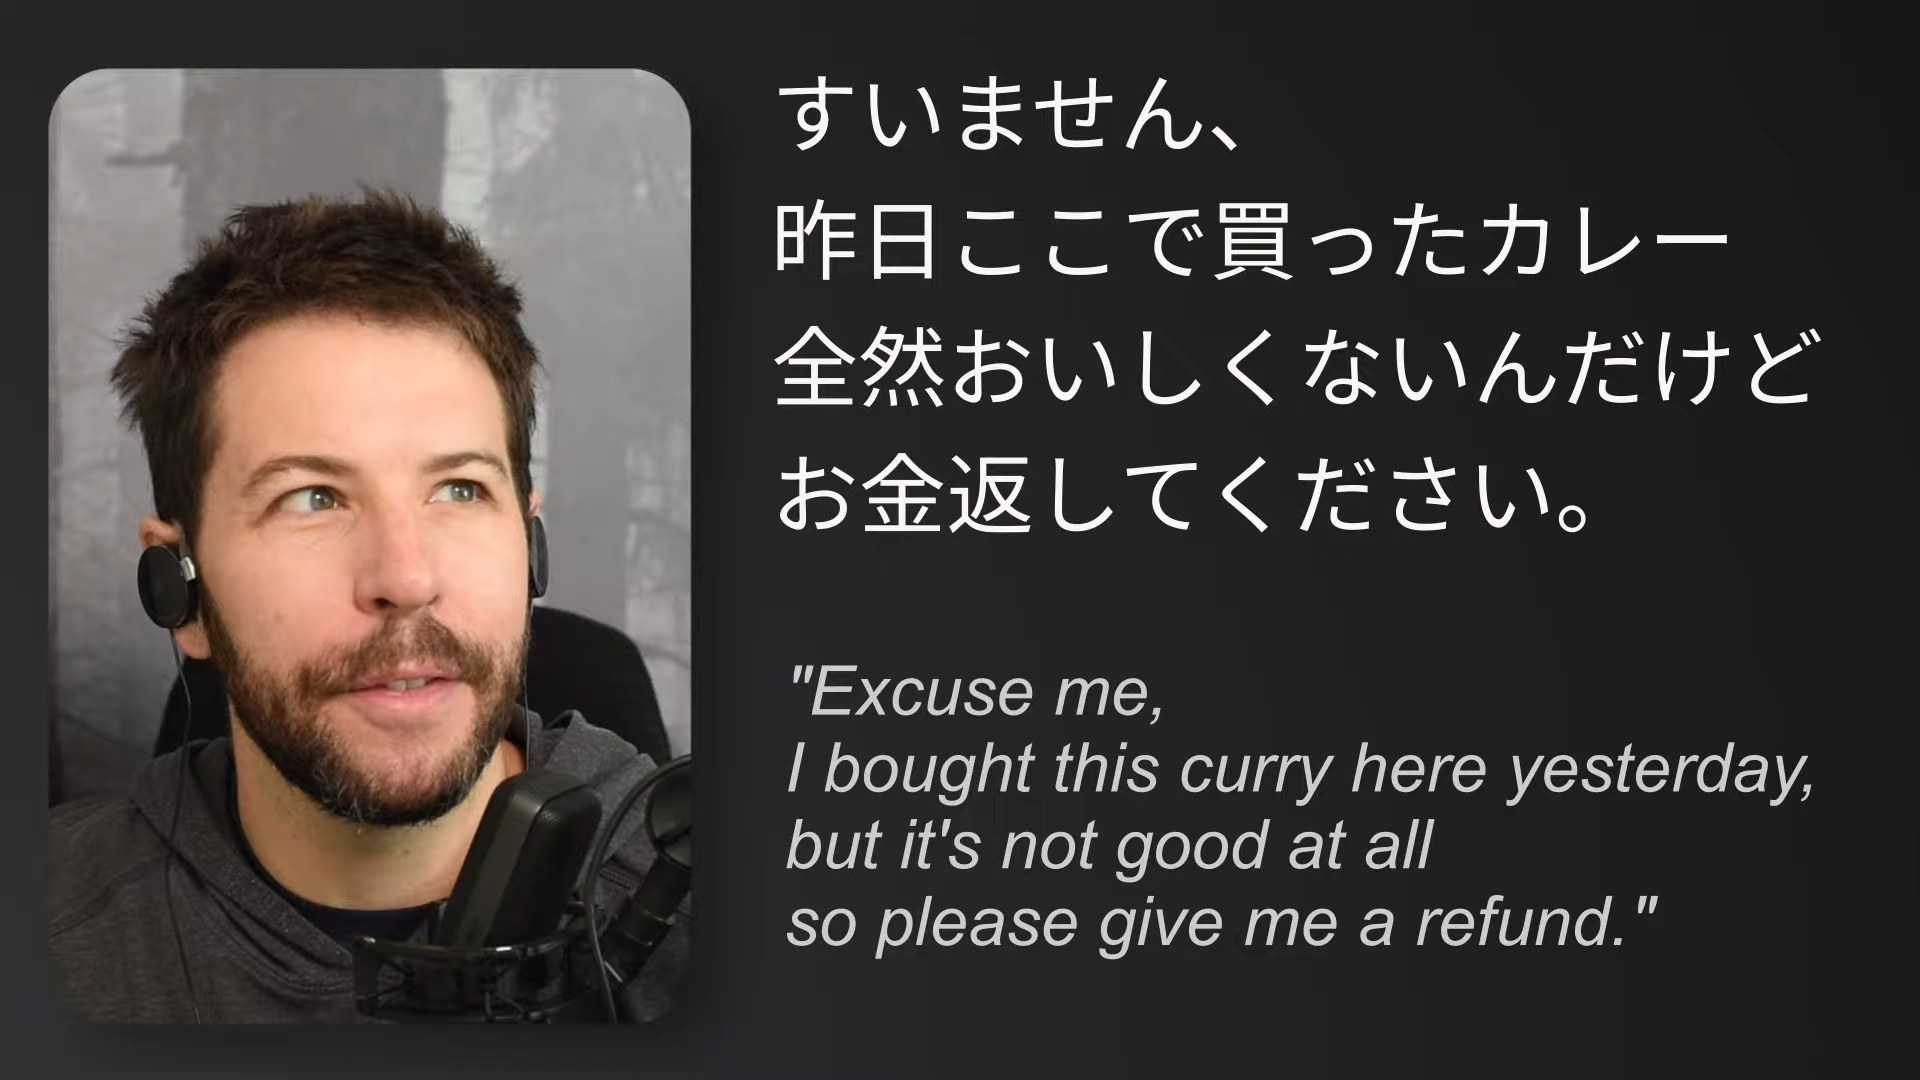 すいません、
昨日ここで買ったカレー
全然おいしくないんだけど
お金返してください。
"Excuse me,
I bought this curry here yesterday,
but it's not good at all
so please give me a refund."